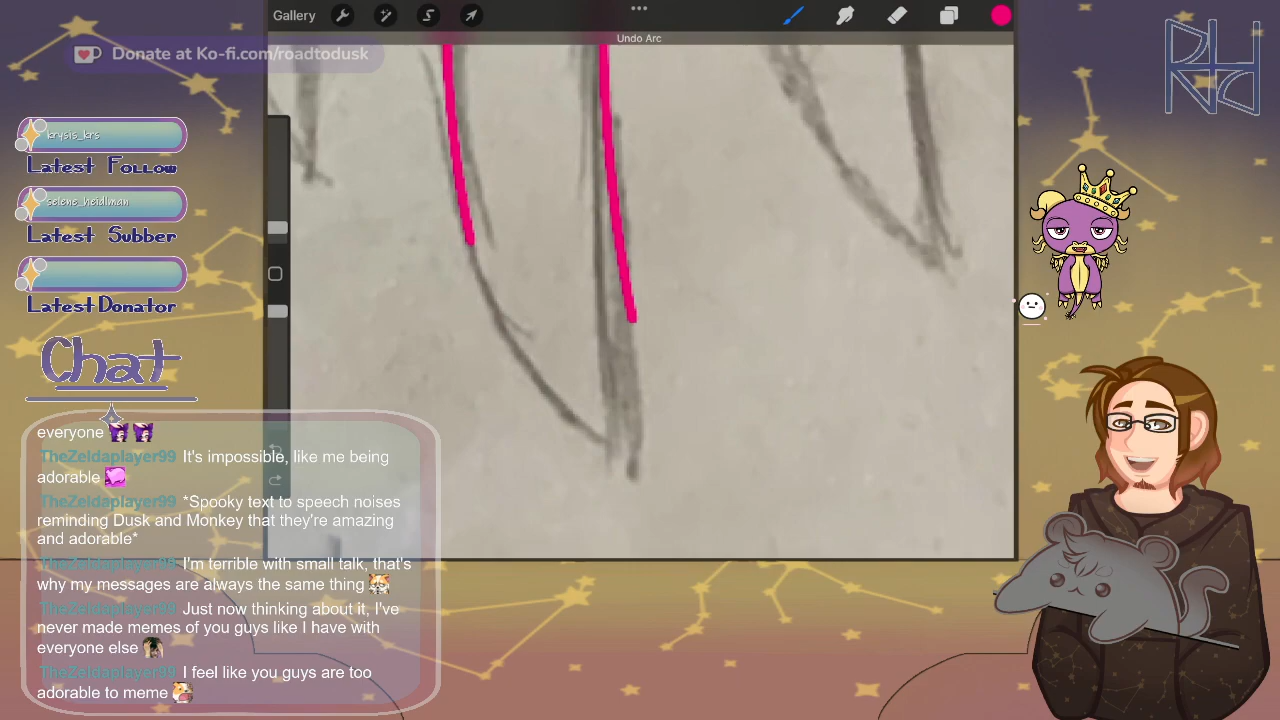 Gallery
Undo Arc
Donate at Ko-fi.com/roadtodusk
krysis_krs
Latest Follow
selene_heidlman
Latest Subber
Latest Donator
Chat
everyone
TheZeldaplayer99 It's impossible, like me being
adorable
TheZeldaplayer99 *Spooky text to speech noises
reminding Dusk and Monkey that they're amazing
and adorable*
TheZeldaplayer99 I'm terrible with small talk, that's
why my messages are always the same thing
TheZeldaplayer99 Just now thinking about it, I've
never made memes of you guys like I have with
everyone else
TheZeldaplayer99 I feel like you guys are too
adorable to meme